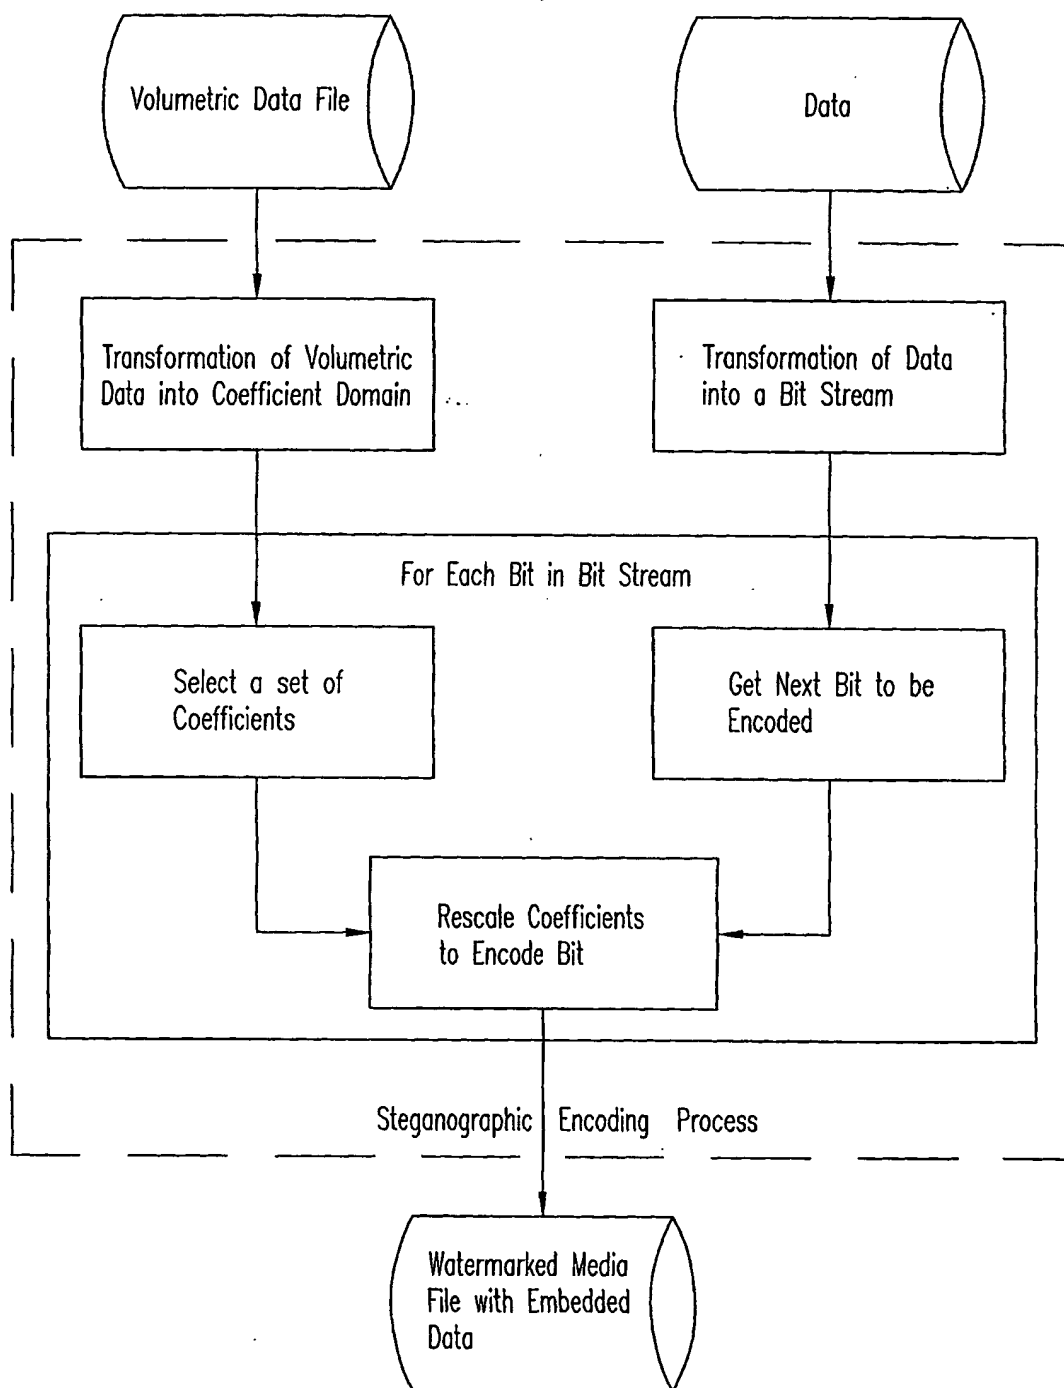 Volumetric Data File
Data
Transformation of Volumetric
Data into Coefficient Domain
Transformation of Data
into a Bit Stream
For Each Bit in Bit Stream
Select a set of
Coefficients
Get Next Bit to be
Encoded
Rescale Coefficients
to Encode Bit
Steganographic Encoding Process
Watermarked Media
File with Embedded
Data